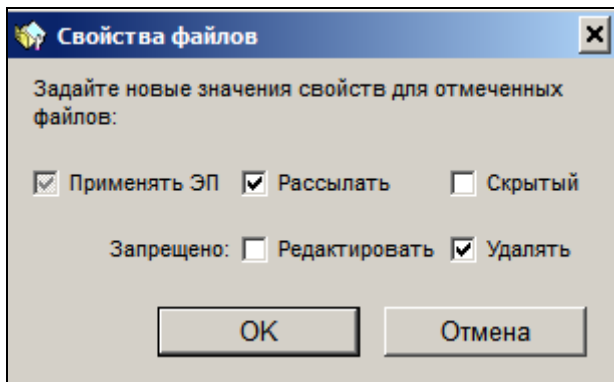 Свойства файлов
Задайте новые значения свойств для отмеченных
файлов:
Применять ЭП Рассылать Скрытый
Запрещено: Редактировать Удалять
OK Отмена